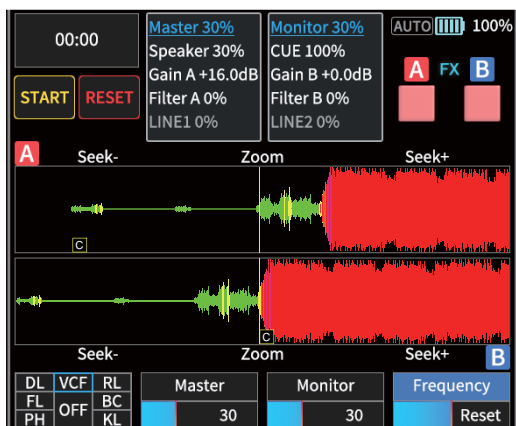 00:00
START RESET
Master 30%
Speaker 30%
Gain A +16.0dB
Filter A 0%
LINE1 0%
Monitor 30%
CUE 100%
Gain B +0.0dB
Filter B 0%
LINE2 0%
AUTO 100%
A FX B
A
Seek- Zoom Seek+
C
C
Seek- Zoom Seek+
B
DL VCF RL
FL OFF BC
PH KL
Master
30
Monitor
30
Frequency
Reset